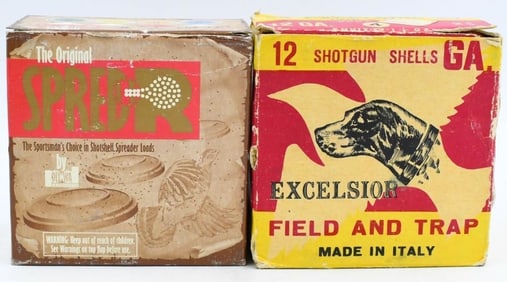 The Original
SPRED-R
The Sportsman's Choice in Shotshell Spreader Loads
by
WARNING: Keep out of reach of children.
See Warnings on top flap before use.
12 SHOTGUN SHELLS GA
EXCELSIOR
FIELD AND TRAP
MADE IN ITALY